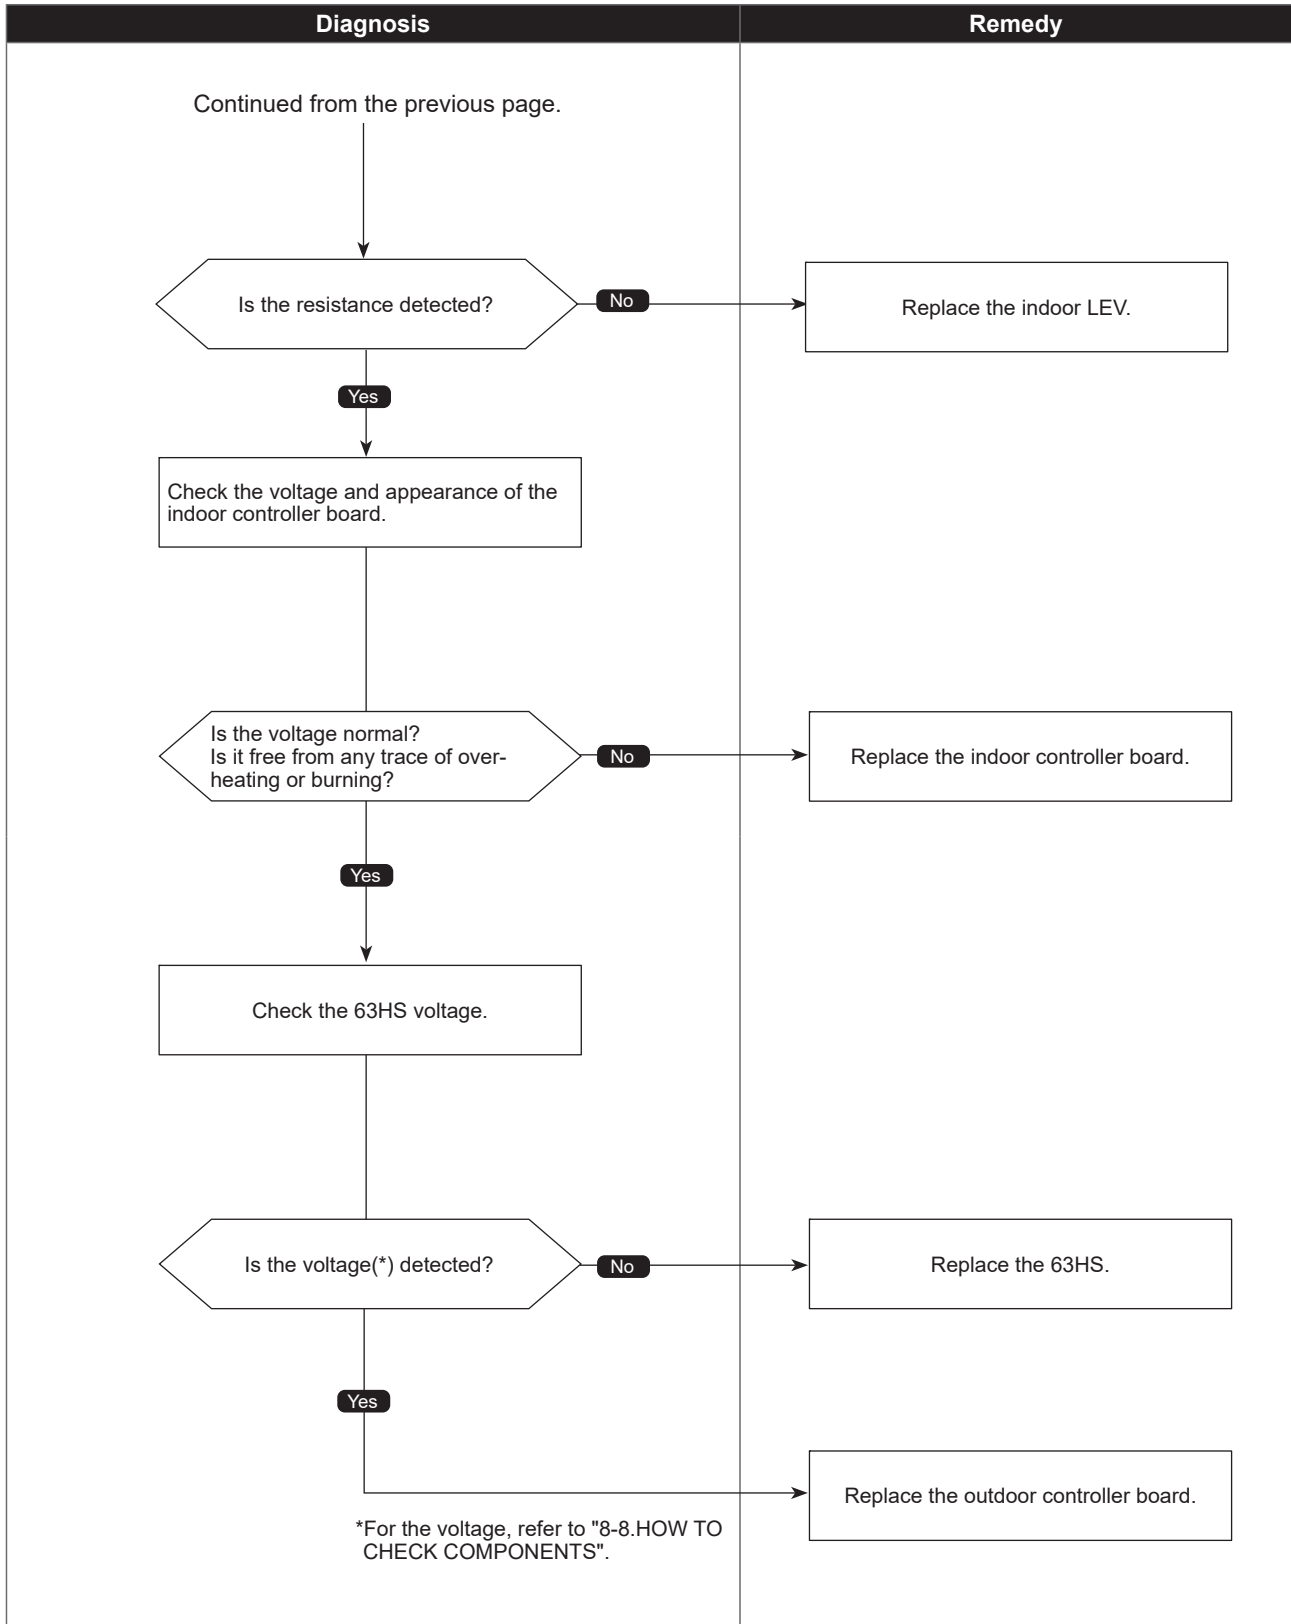 Diagnosis
Remedy
Continued from the previous page.
Is the resistance detected?
No
Replace the indoor LEV.
Yes
Check the voltage and appearance of the
indoor controller board.
Is the voltage normal?
Is it free from any trace of over-
heating or burning?
No
Replace the indoor controller board.
Yes
Check the 63HS voltage.
Is the voltage(*) detected?
No
Replace the 63HS.
Yes
Replace the outdoor controller board.
*For the voltage, refer to "8-8.HOW TO
CHECK COMPONENTS".